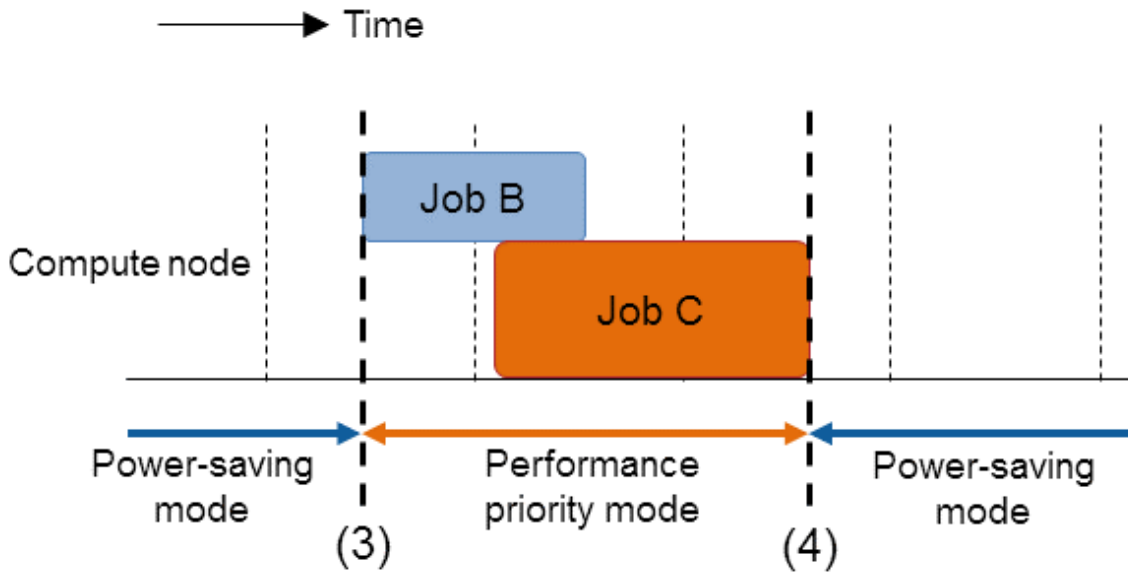 Time
Job B
Compute node
Job C
Power-saving
mode
Performance
priority mode
Power-saving
mode
(3)
(4)